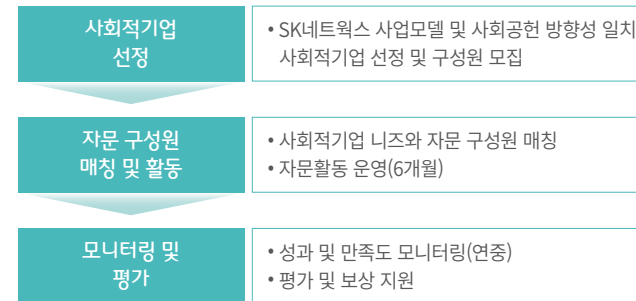 사회적기업
선정
• SK네트웍스 사업모델 및 사회공헌 방향성 일치
사회적기업 선정 및 구성원 모집
자문 구성원
매칭 및 활동
• 사회적기업 니즈와 자문 구성원 매칭
• 자문활동 운영(6개월)
모니터링 및
평가
• 성과 및 만족도 모니터링(연중)
• 평가 및 보상 지원